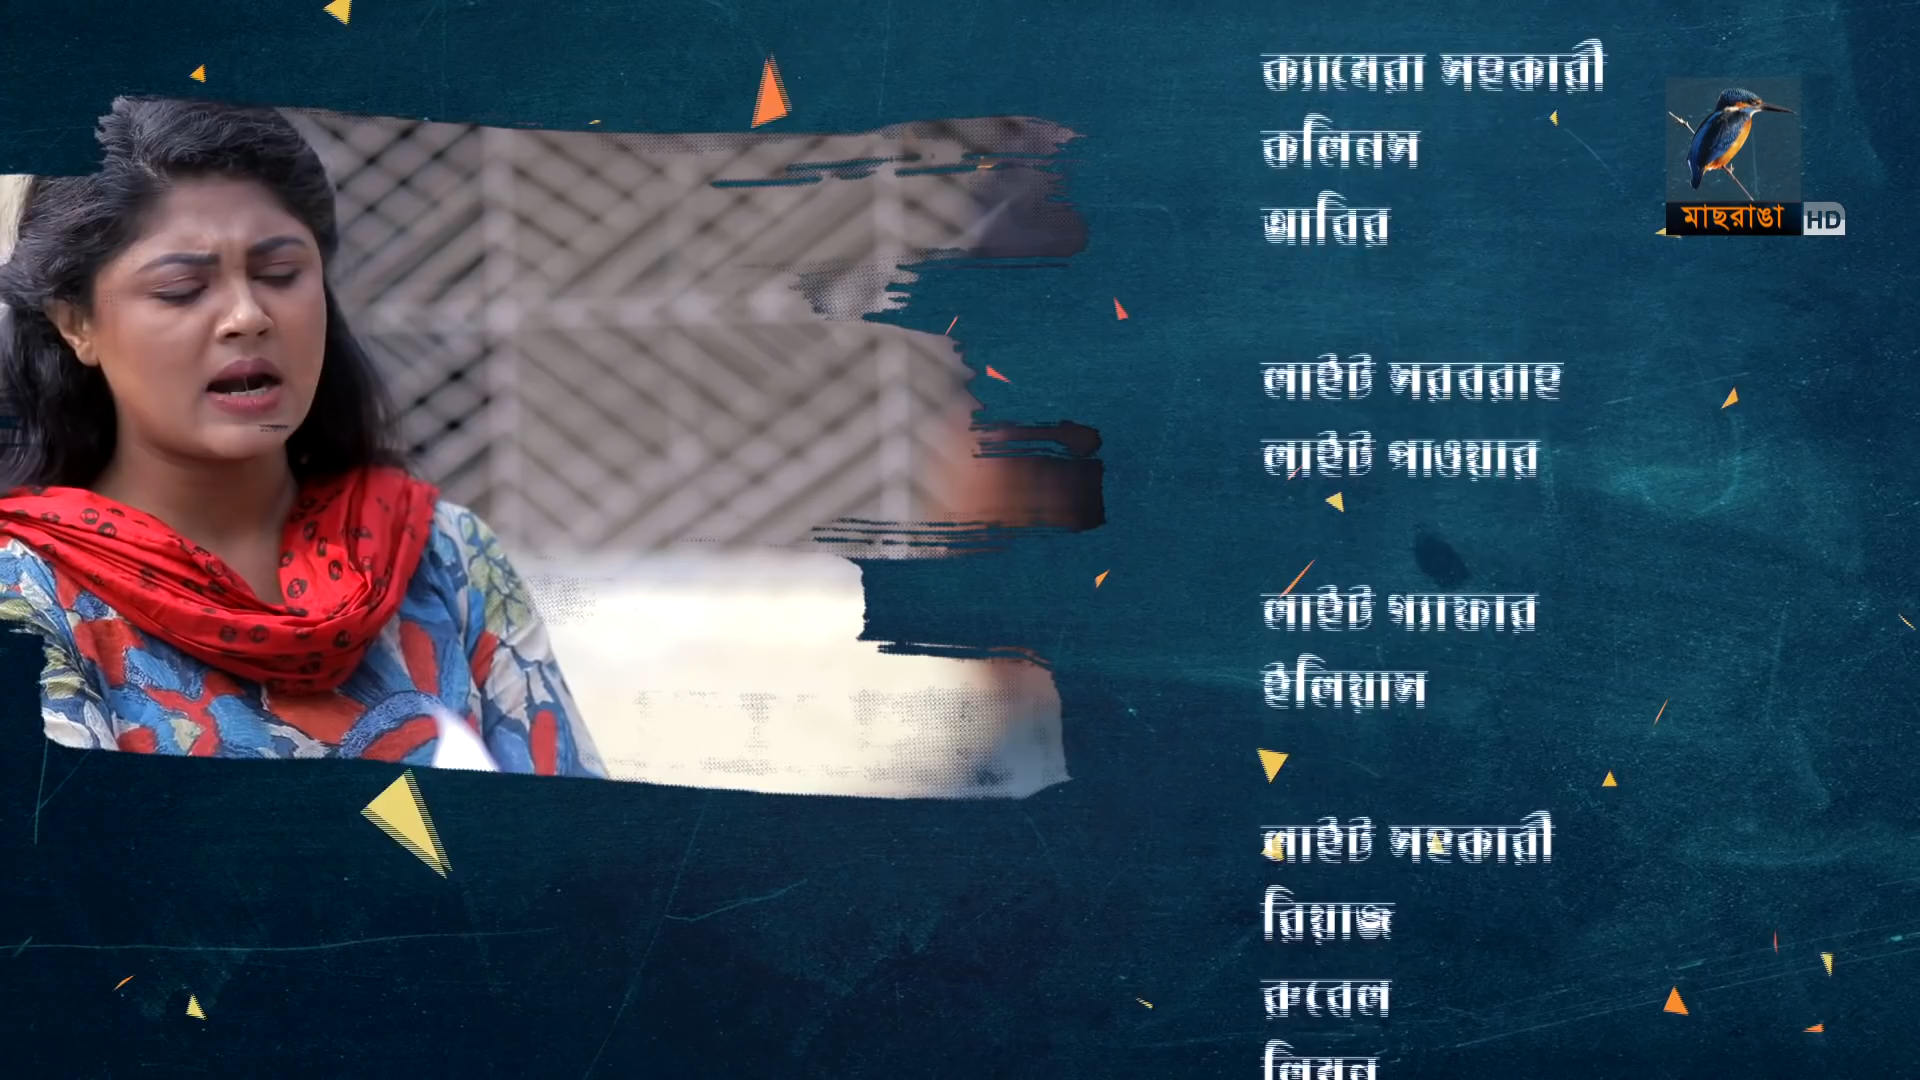 ক্যামেরা সহকারী
কলিনস
আবির
মাছরাঙা HD
লাইট সরবরাহ
লাইট পাওয়ার
লাইট গ্যাফার
ইলিয়াস
লাইট সহকারী
রিয়াজ
রুবেল